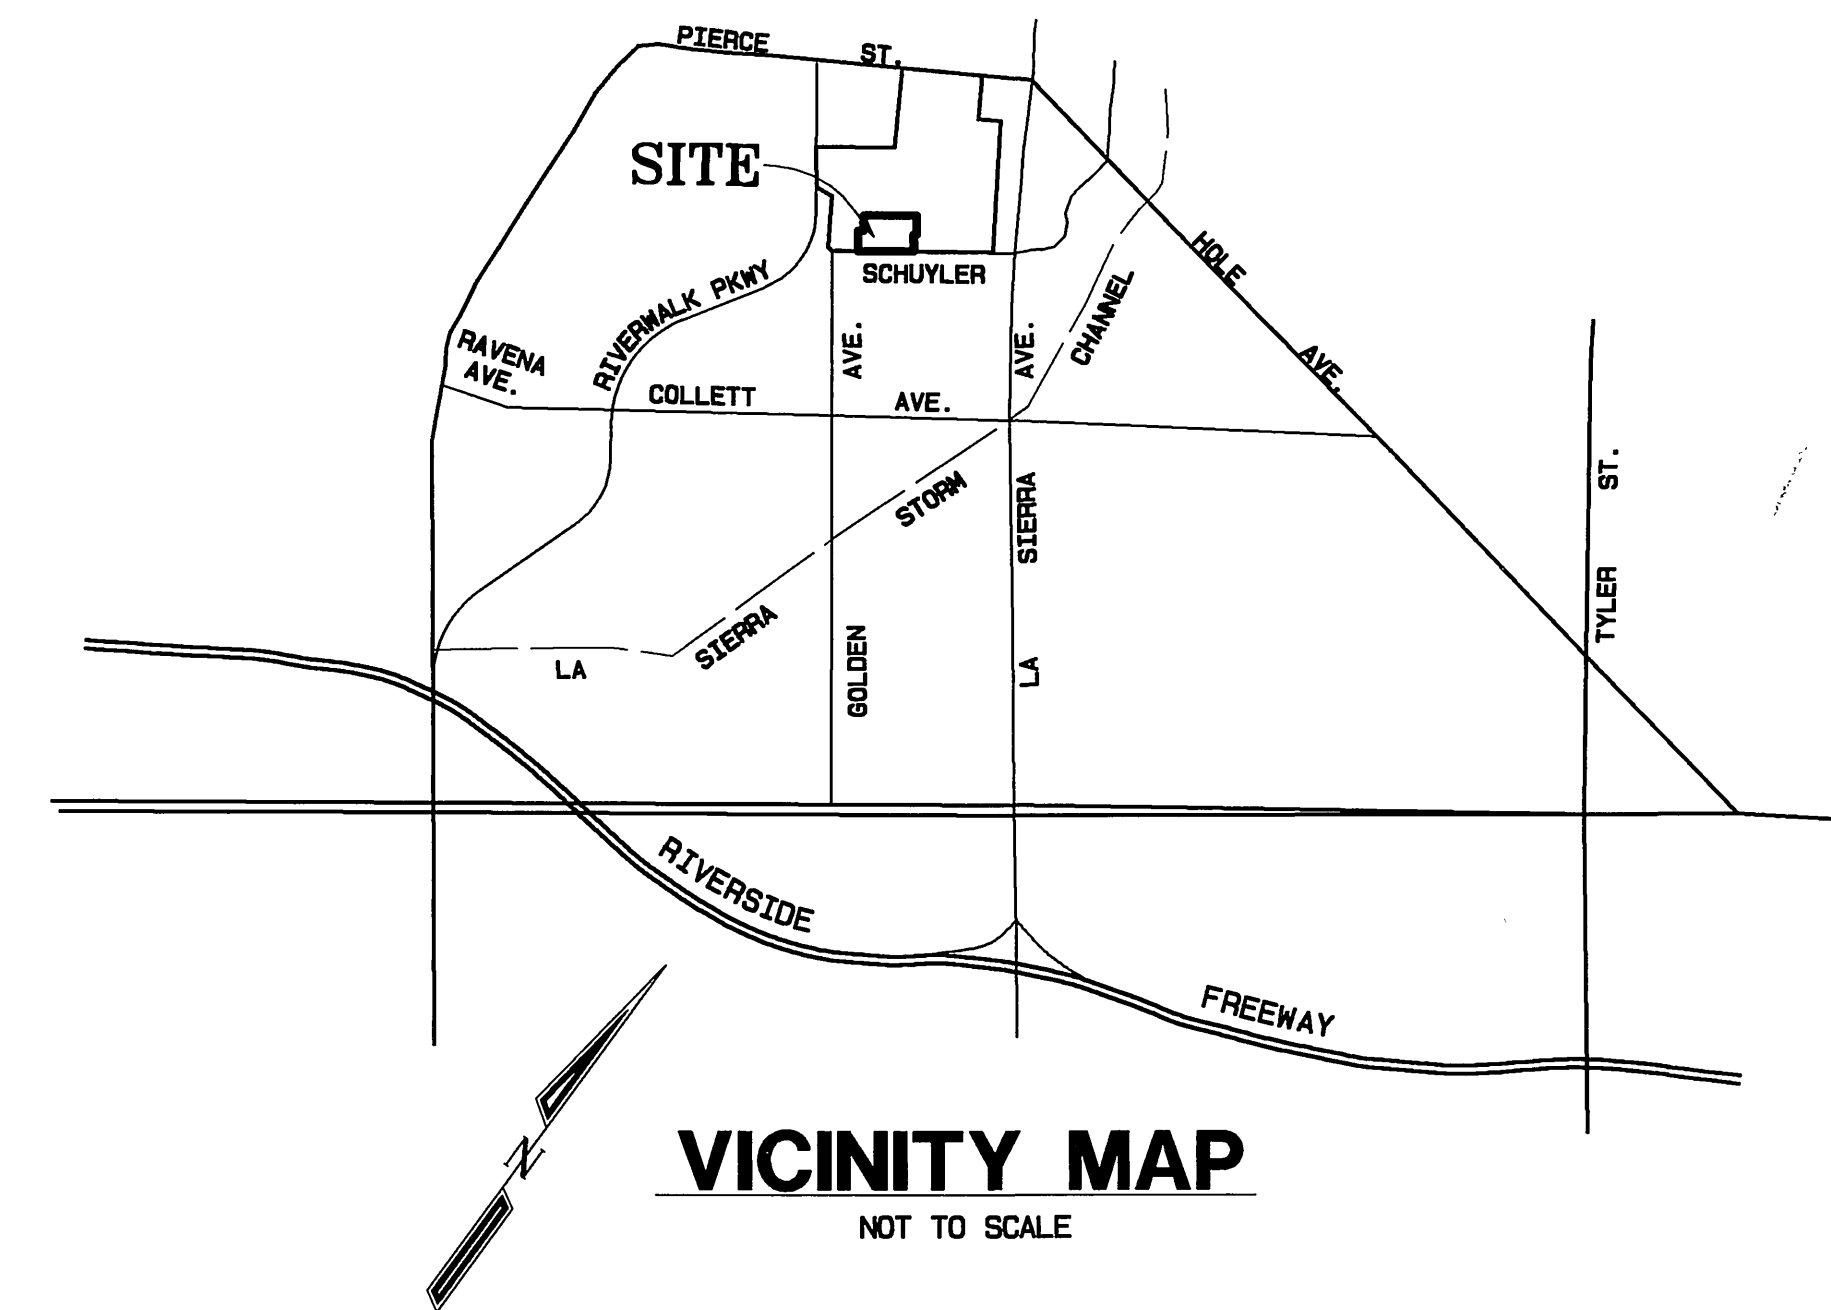 PIERCE ST.
SITE
SCHUYLER
HOLE AVE.
RIVERWALK PKWY
RAVENA
AVE.
COLLETT AVE.
GOLDEN AVE.
LA SIERRA AVE.
LA SIERRA STORM CHANNEL
TYLER ST.
RIVERSIDE FREEWAY
N
VICINITY MAP
NOT TO SCALE